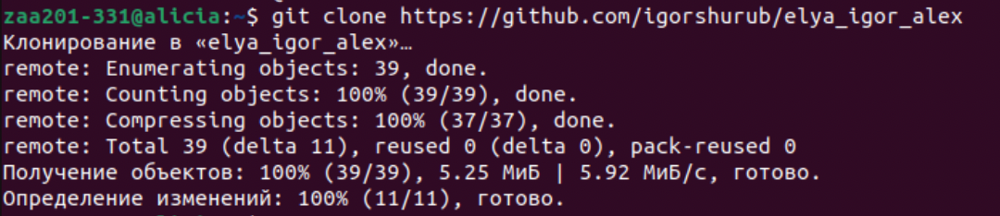 zaa201-331@alicia:~$ git clone https://github.com/igorshurub/elya_igor_alex
Клонирование в «elya_igor_alex»…
remote: Enumerating objects: 39, done.
remote: Counting objects: 100% (39/39), done.
remote: Compressing objects: 100% (37/37), done.
remote: Total 39 (delta 11), reused 0 (delta 0), pack-reused 0
Получение объектов: 100% (39/39), 5.25 МиБ | 5.92 МиБ/с, готово.
Определение изменений: 100% (11/11), готово.